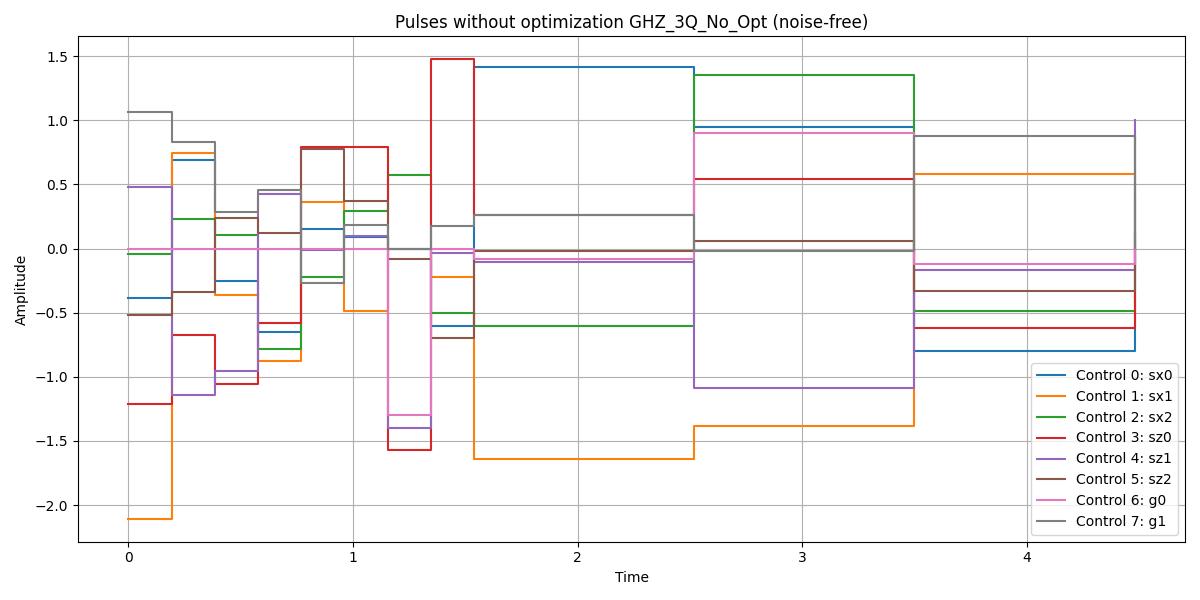 Pulses without optimization GHZ_3Q_No_Opt (noise-free)
1.5
1.0
0.5
0.0
−0.5
−1.0
−1.5
−2.0
Amplitude
Control 0: sx0
Control 1: sx1
Control 2: sx2
Control 3: sz0
Control 4: sz1
Control 5: sz2
Control 6: g0
Control 7: g1
0 1 2 3 4
Time